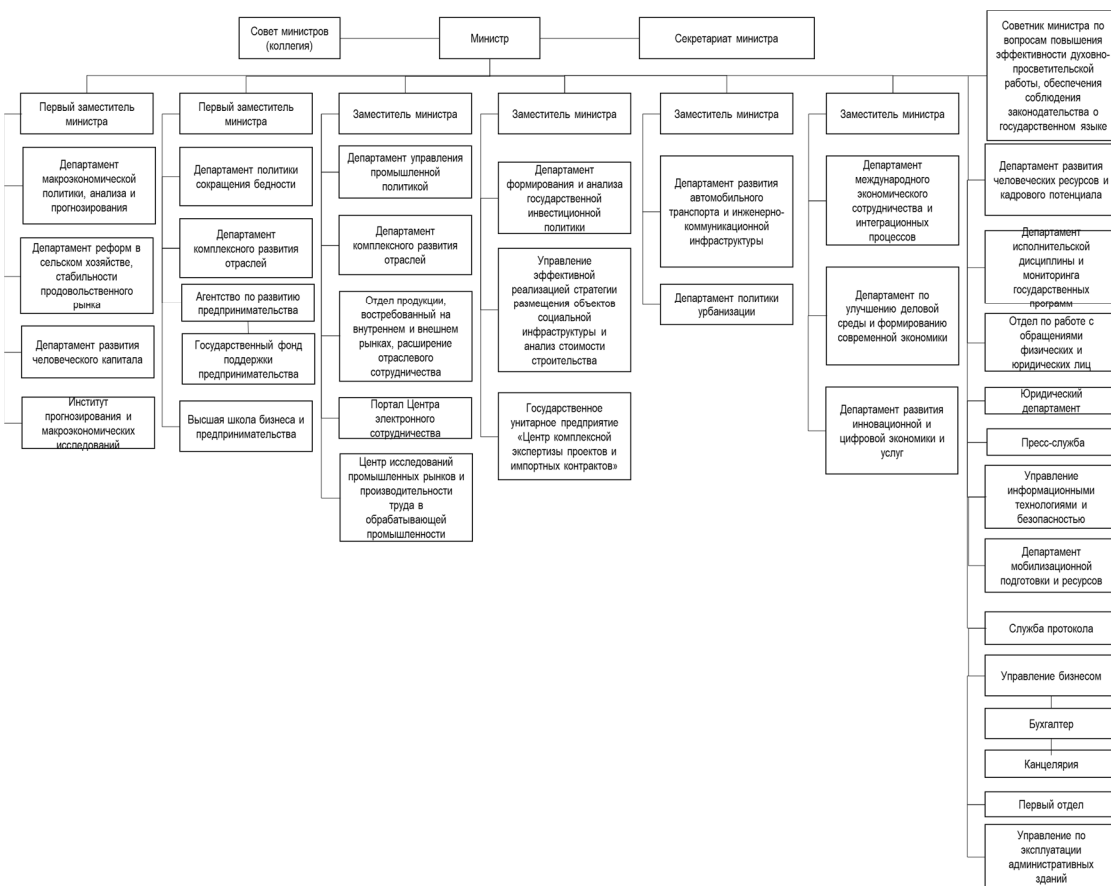 Совет министров
(коллегия)
Министр
Секретариат министра
Первый заместитель
министра
Департамент
макроэкономической
политики, анализа и
прогнозирования
Департамент реформ в
сельском хозяйстве,
стабильности
продовольственного
рынка
Департамент развития
человеческого капитала
Институт
прогнозирования и
макроэкономических
исследований
Первый заместитель
министра
Департамент политики
сокращения бедности
Департамент
комплексного развития
отраслей
Агентство по развитию
предпринимательства
Государственный фонд
поддержки
предпринимательства
Высшая школа бизнеса и
предпринимательства
Заместитель министра
Департамент управления
промышленной
политикой
Департамент
комплексного развития
отраслей
Отдел продукции,
востребованный на
внутреннем и внешнем
рынках, расширение
отраслевого
сотрудничества
Портал Центра
электронного
сотрудничества
Центр исследований
промышленных рынков и
производительности
труда в
обрабатывающей
промышленности
Заместитель министра
Департамент
формирования и анализа
государственной
инвестиционной
политики
Управление
эффективной
реализацией стратегии
размещения объектов
социальной
инфраструктуры и
анализ стоимости
строительства
Государственное
унитарное предприятие
«Центр комплексной
экспертизы проектов и
импортных контрактов»
Заместитель министра
Департамент развития
автомобильного
транспорта и инженерно-
коммуникационной
инфраструктуры
Департамент политики
урбанизации
Заместитель министра
Департамент
международного
экономического
сотрудничества и
интеграционных
процессов
Департамент по
улучшению деловой
среды и формированию
современной экономики
Департамент развития
инновационной и
цифровой экономики и
услуг
Советник министра по
вопросам повышения
эффективности духовно-
просветительской
работы, обеспечения
соблюдения
законодательства о
государственном языке
Департамент развития
человеческих ресурсов и
кадрового потенциала
Департамент
исполнительской
дисциплины и
мониторинга
государственных
программ
Отдел по работе с
обращениями
физических и
юридических лиц
Юридический
департамент
Пресс-служба
Управление
информационными
технологиями и
безопасностью
Департамент
мобилизационной
подготовки и ресурсов
Служба протокола
Управление бизнесом
Бухгалтер
Канцелярия
Первый отдел
Управление по
эксплуатации
административных
зданий